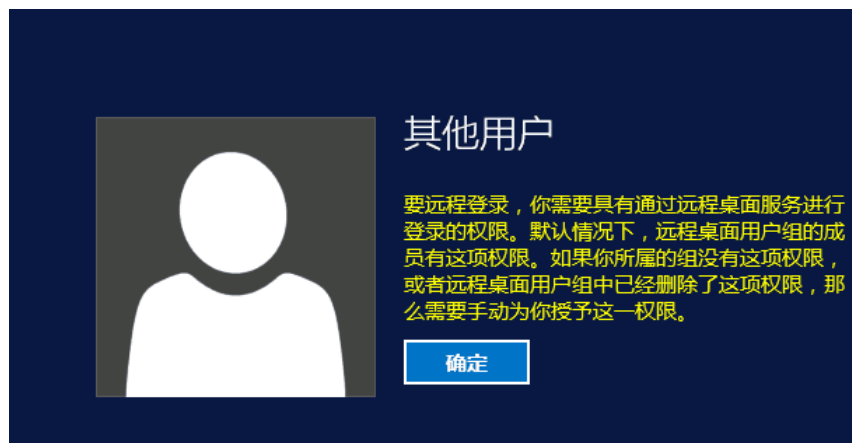 其他用户
要远程登录，你需要具有通过远程桌面服务进行
登录的权限。默认情况下，远程桌面用户组的成
员有这项权限。如果你所属的组没有这项权限，
或者远程桌面用户组中已经删除了这项权限，那
么需要手动为你授予这一权限。
确定